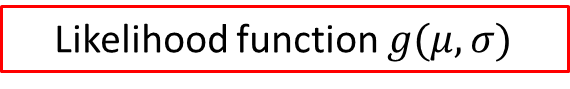 Likelihood function 𝑔(𝜇, 𝜎)